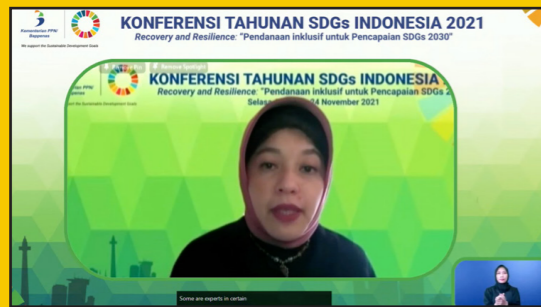 KONFERENSI TAHUNAN SDGs INDONESIA 2021
Recovery and Resilience: "Pendanaan inklusif untuk Pencapaian SDGs 2030"
Kementerian PPN/
Bappenas
We support the Sustainable Development Goals
KONFERENSI TAHUNAN SDGs INDONESIA
Recovery and Resilience: "Pendanaan inklusif untuk Pencapaian SDGs 2
Selasa
24 November 2021
Some are experts in certain